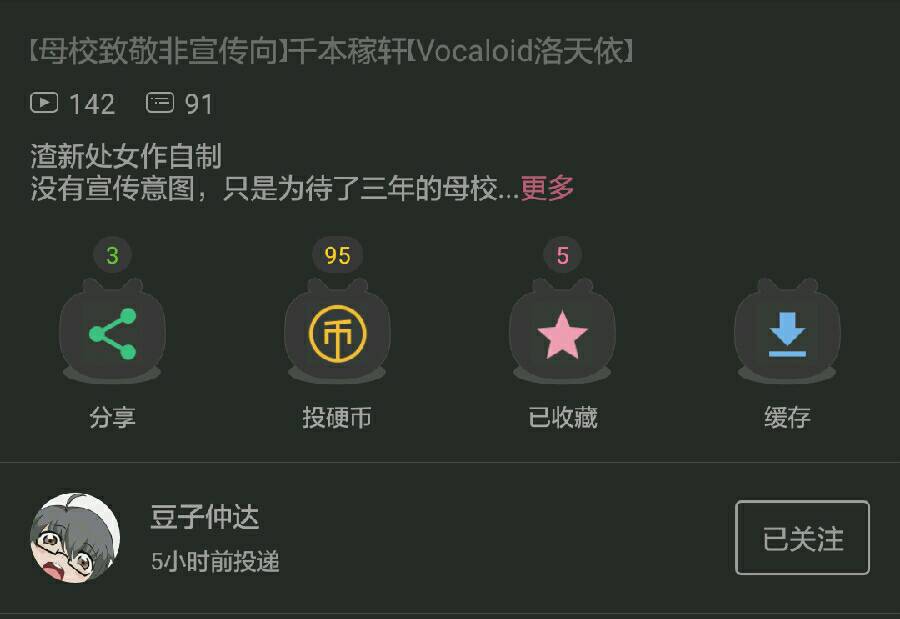 【母校致敬非宣传向】千本稼轩【Vocaloid洛天依】
142 91
渣新处女作自制
没有宣传意图，只是为待了三年的母校...更多
3 95 5
币
分享 投硬币 已收藏 缓存
豆子仲达
5小时前投递
已关注